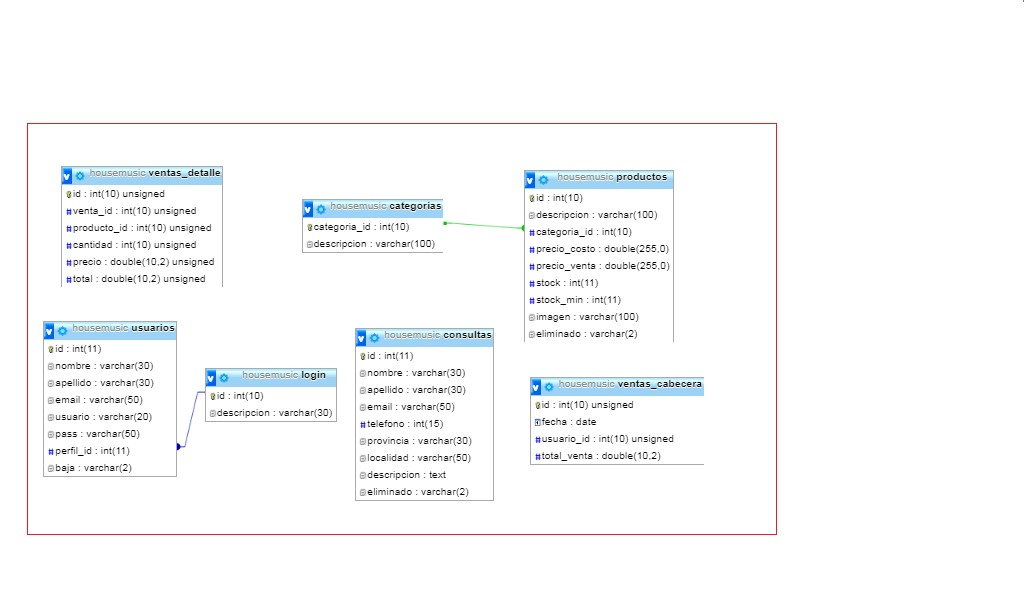 housemusic ventas_detalle
id : int(10) unsigned
venta_id : int(10) unsigned
producto_id : int(10) unsigned
cantidad : int(10) unsigned
precio : double(10,2) unsigned
total : double(10,2) unsigned
housemusic categorias
categoria_id : int(10)
descripcion : varchar(100)
housemusic productos
id : int(10)
descripcion : varchar(100)
categoria_id : int(10)
precio_costo : double(255,0)
precio_venta : double(255,0)
stock : int(11)
stock_min : int(11)
imagen : varchar(100)
eliminado : varchar(2)
housemusic usuarios
id : int(11)
nombre : varchar(30)
apellido : varchar(30)
email : varchar(50)
usuario : varchar(20)
pass : varchar(50)
perfil_id : int(11)
baja : varchar(2)
housemusic login
id : int(10)
descripcion : varchar(30)
housemusic consultas
id : int(11)
nombre : varchar(30)
apellido : varchar(30)
email : varchar(50)
telefono : int(15)
provincia : varchar(30)
localidad : varchar(50)
descripcion : text
eliminado : varchar(2)
housemusic ventas_cabecera
id : int(10) unsigned
fecha : date
usuario_id : int(10) unsigned
total_venta : double(10,2)